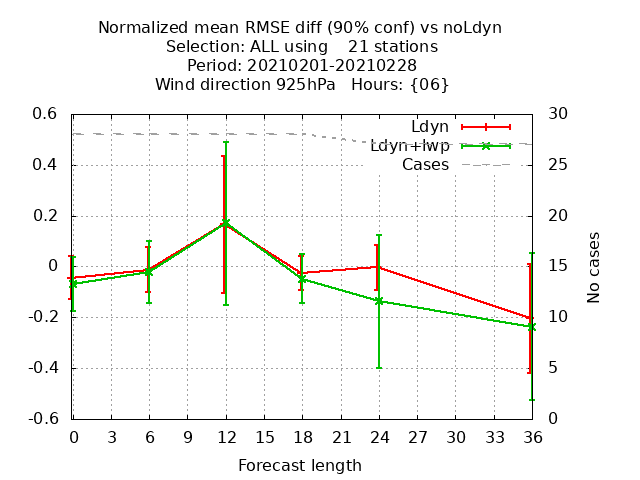 Normalized mean RMSE diff (90% conf) vs noLdyn
Selection: ALL using    21 stations
Period: 20210201-20210228
Wind direction 925hPa   Hours: {06}
0.6
0.4
0.2
0
-0.2
-0.4
-0.6
30
25
20
15
10
5
0
Ldyn
Ldyn+lwp
Cases
No cases
0 3 6 9 12 15 18 21 24 27 30 33 36
Forecast length